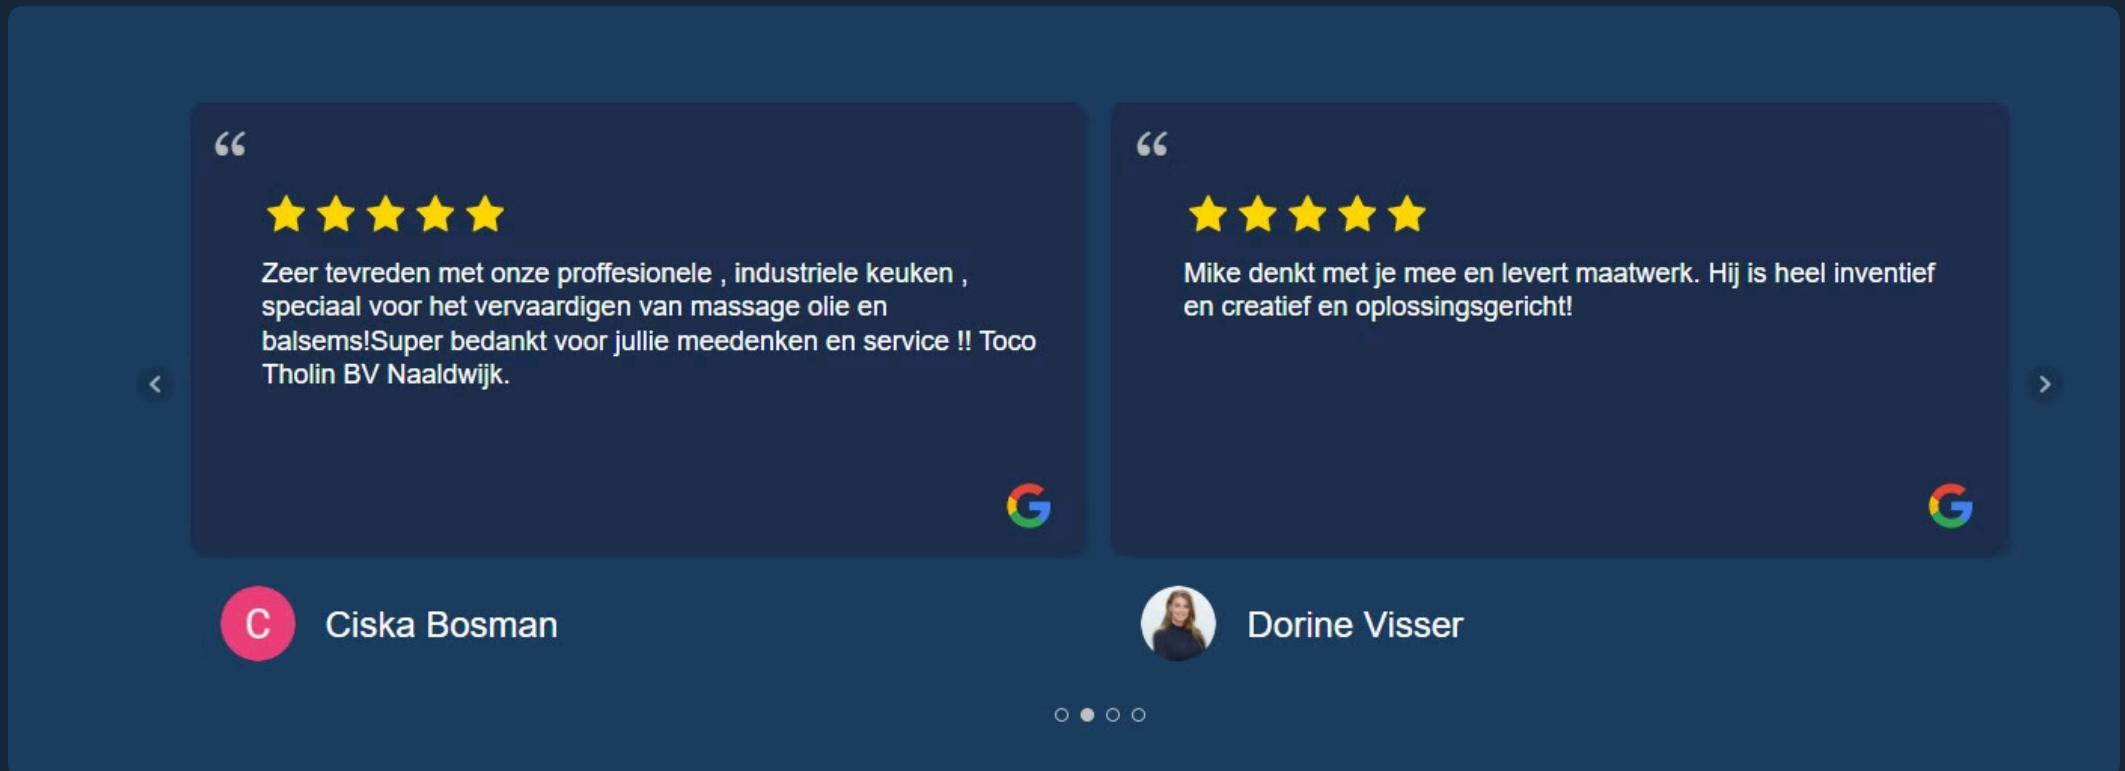 “
Zeer tevreden met onze proffesionele , industriele keuken ,
speciaal voor het vervaardigen van massage olie en
balsems!Super bedankt voor jullie meedenken en service !! Toco
Tholin BV Naaldwijk.
G
C
Ciska Bosman
“
Mike denkt met je mee en levert maatwerk. Hij is heel inventief
en creatief en oplossingsgericht!
G
Dorine Visser